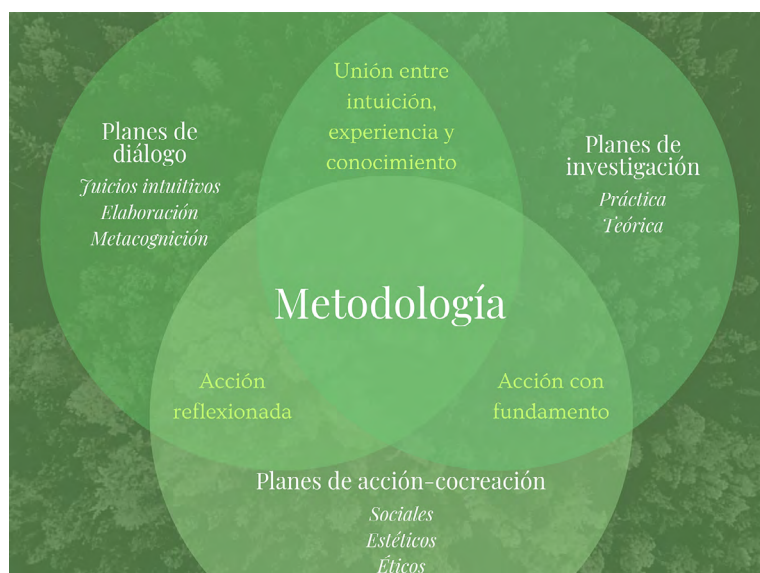 Unión entre
intuición,
experiencia y
conocimiento
Planes de
diálogo
Juicios intuitivos
Elaboración
Metacognición
Planes de
investigación
Práctica
Teórica
Metodología
Acción
reflexionada
Acción con
fundamento
Planes de acción-cocreación
Sociales
Estéticos
Éticos